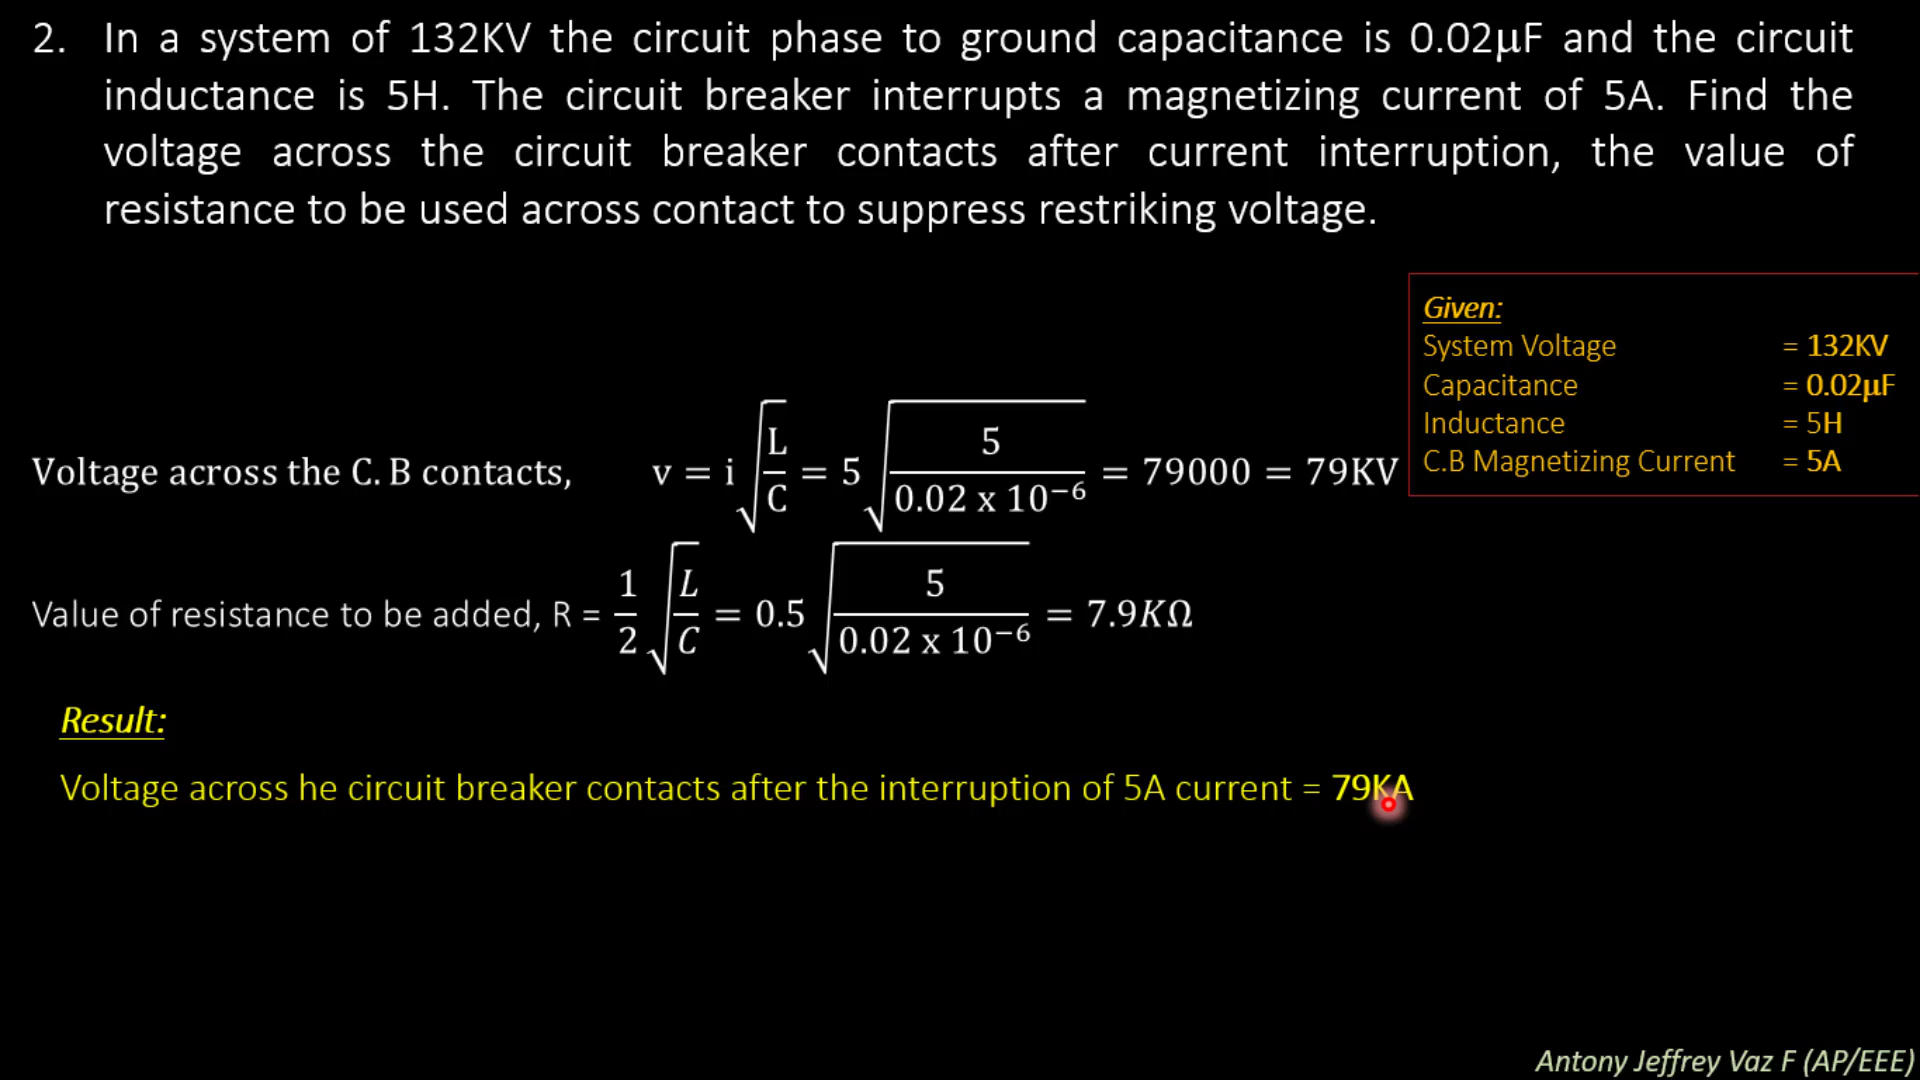 2. In a system of 132KV the circuit phase to ground capacitance is 0.02μF and the circuit
inductance is 5H. The circuit breaker interrupts a magnetizing current of 5A. Find the
voltage across the circuit breaker contacts after current interruption, the value of
resistance to be used across contact to suppress restriking voltage.
Given:
System Voltage = 132KV
Capacitance = 0.02μF
Inductance = 5H
C.B Magnetizing Current = 5A
Voltage across the C. B contacts, v = i √(L/C) = 5 √(5/(0.02 x 10⁻⁶)) = 79000 = 79KV
Value of resistance to be added, R = 1/2 √(L/C) = 0.5 √(5/(0.02 x 10⁻⁶)) = 7.9KΩ
Result:
Voltage across he circuit breaker contacts after the interruption of 5A current = 79KA
Antony Jeffrey Vaz F (AP/EEE)